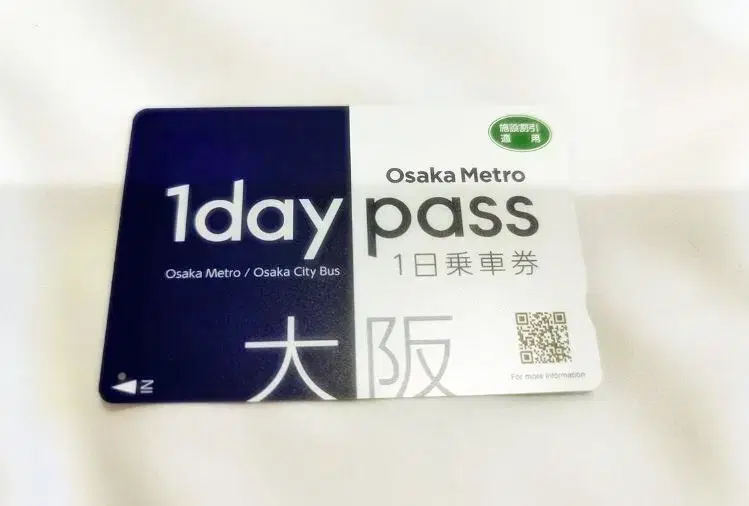 施設割引
適用
Osaka Metro
1day pass
1日乗車券
Osaka Metro / Osaka City Bus
大阪
For more information
IN